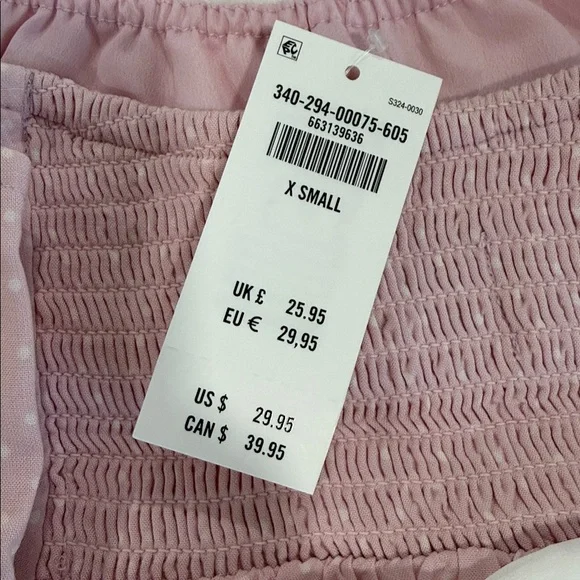 S324-0030
340-294-00075-605
663139636
X SMALL
UK £ 25.95
EU € 29,95
US $ 29.95
CAN $ 39.95